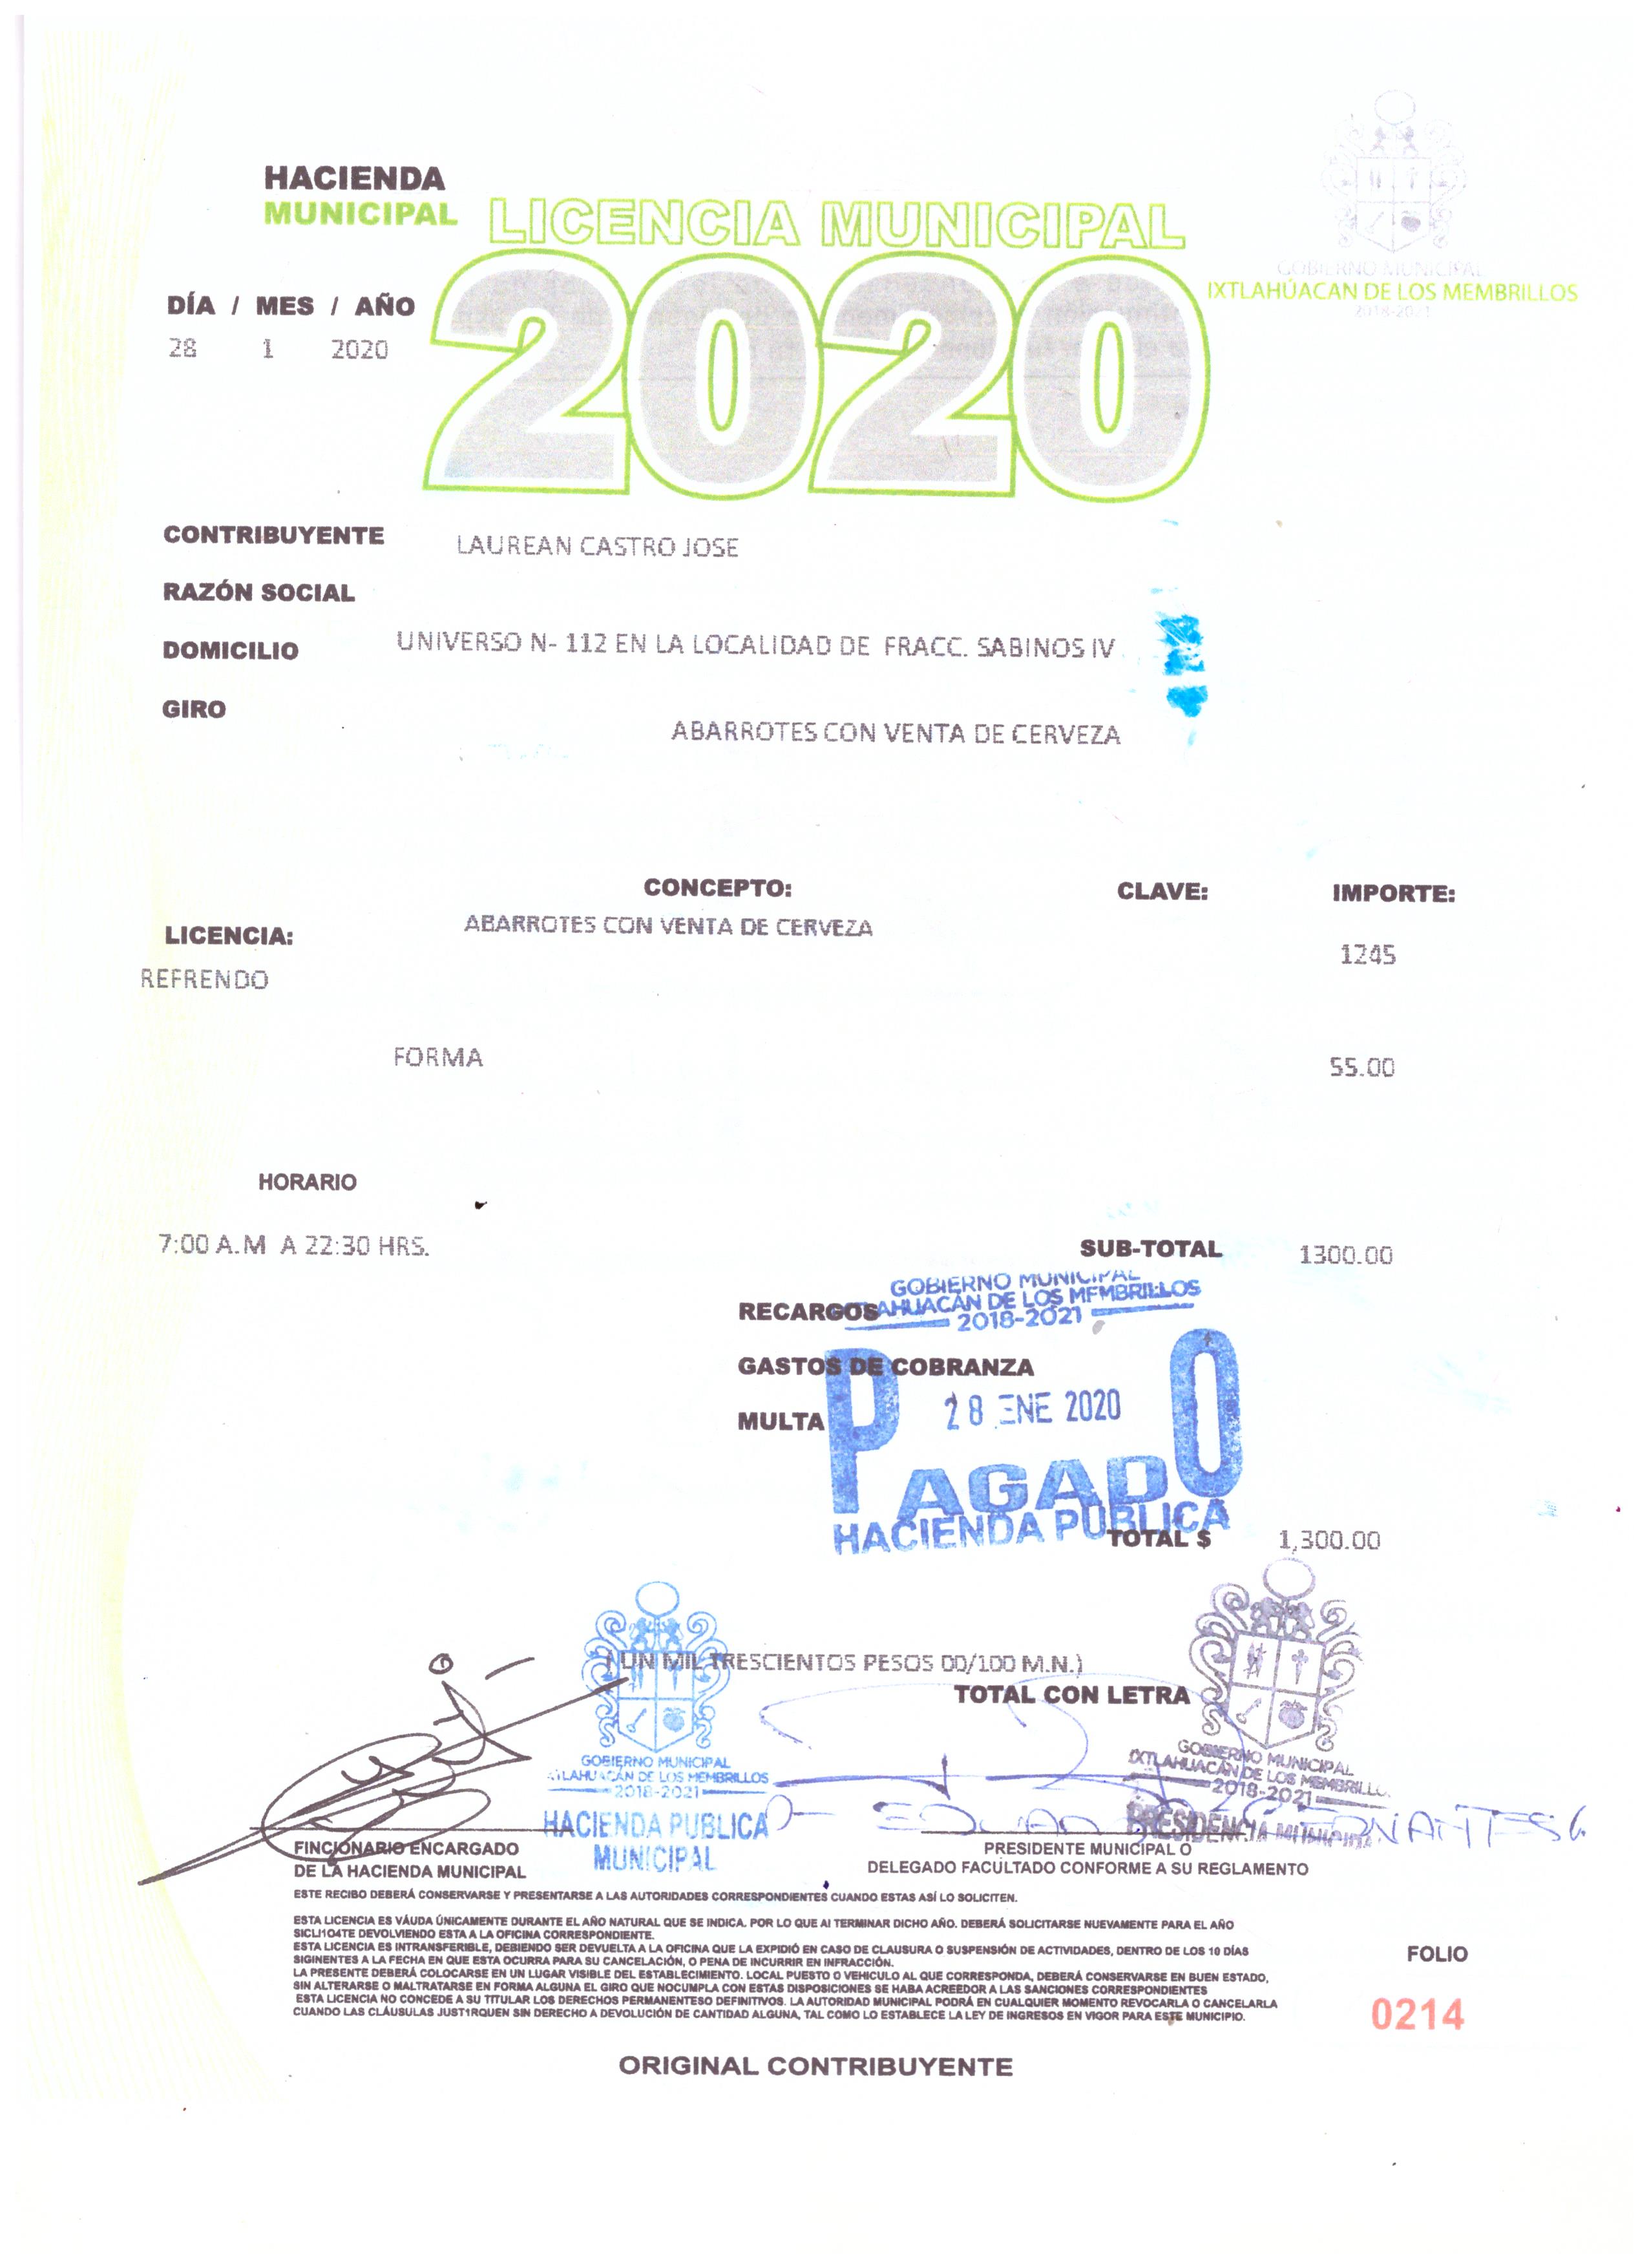 HACIENDA
MUNICIPAL
LICENCIA MUNICIPAL
2020
GOBIERNO MUNICIPAL
IXTLAHÚACAN DE LOS MEMBRILLOS
2018-2021
DÍA / MES / AÑO
28 1 2020
CONTRIBUYENTE LAUREAN CASTRO JOSE
RAZÓN SOCIAL
DOMICILIO UNIVERSO N- 112 EN LA LOCALIDAD DE FRACC. SABINOS IV
GIRO
ABARROTES CON VENTA DE CERVEZA
CONCEPTO: CLAVE: IMPORTE:
LICENCIA: ABARROTES CON VENTA DE CERVEZA
1245
REFRENDO
FORMA 55.00
HORARIO
7:00 A.M A 22:30 HRS.
SUB-TOTAL 1300.00
GOBIERNO MUNICIPAL
RECARGOS
DE LOS MEMBRILLOS
2018-2021
GASTOS DE COBRANZA
MULTA
28 ENE 2020
PAGADO
HACIENDA PUBLICA
TOTAL $ 1,300.00
( UN MIL TRESCIENTOS PESOS 00/100 M.N.)
TOTAL CON LETRA
GOBIERNO MUNICIPAL
DE LOS MEMBRILLOS
2018-2021
HACIENDA PUBLICA
MUNICIPAL
GOBIERNO MUNICIPAL
IXTLAHUACÁN DE LOS MEMBRILLO
2018-2021
PRESIDENCIA MUNICIPAL
FINCIONARIO ENCARGADO
DE LA HACIENDA MUNICIPAL
PRESIDENTE MUNICIPAL O
DELEGADO FACULTADO CONFORME A SU REGLAMENTO
ESTE RECIBO DEBERÁ CONSERVARSE Y PRESENTARSE A LAS AUTORIDADES CORRESPONDIENTES CUANDO ESTAS ASÍ LO SOLICITEN.
ESTA LICENCIA ES VÁUDA ÚNICAMENTE DURANTE EL AÑO NATURAL QUE SE INDICA. POR LO QUE AI TERMINAR DICHO AÑO. DEBERÁ SOLICITARSE NUEVAMENTE PARA EL AÑO
SICLI1O4TE DEVOLVIENDO ESTA A LA OFICINA CORRESPONDIENTE.
ESTA LICENCIA ES INTRANSFERIBLE, DEBIENDO SER DEVUELTA A LA OFICINA QUE LA EXPIDIÓ EN CASO DE CLAUSURA O SUSPENSIÓN DE ACTIVIDADES, DENTRO DE LOS 10 DÍAS
SIGINENTES A LA FECHA EN QUE ESTA OCURRA PARA SU CANCELACIÓN, O PENA DE INCURRIR EN INFRACCIÓN.
LA PRESENTE DEBERÁ COLOCARSE EN UN LUGAR VISIBLE DEL ESTABLECIMIENTO. LOCAL PUESTO O VEHICULO AL QUE CORRESPONDA, DEBERÁ CONSERVARSE EN BUEN ESTADO,
SIN ALTERARSE O MALTRATARSE EN FORMA ALGUNA EL GIRO QUE NOCUMPLA CON ESTAS DISPOSICIONES SE HABA ACREEDOR A LAS SANCIONES CORRESPONDIENTES
ESTA LICENCIA NO CONCEDE A SU TITULAR LOS DERECHOS PERMANENTESO DEFINITIVOS. LA AUTORIDAD MUNICIPAL PODRÁ EN CUALQUIER MOMENTO REVOCARLA O CANCELARLA
CUANDO LAS CLÁUSULAS JUST1RQUEN SIN DERECHO A DEVOLUCIÓN DE CANTIDAD ALGUNA, TAL COMO LO ESTABLECE LA LEY DE INGRESOS EN VIGOR PARA ESTE MUNICIPIO.
FOLIO
0214
ORIGINAL CONTRIBUYENTE